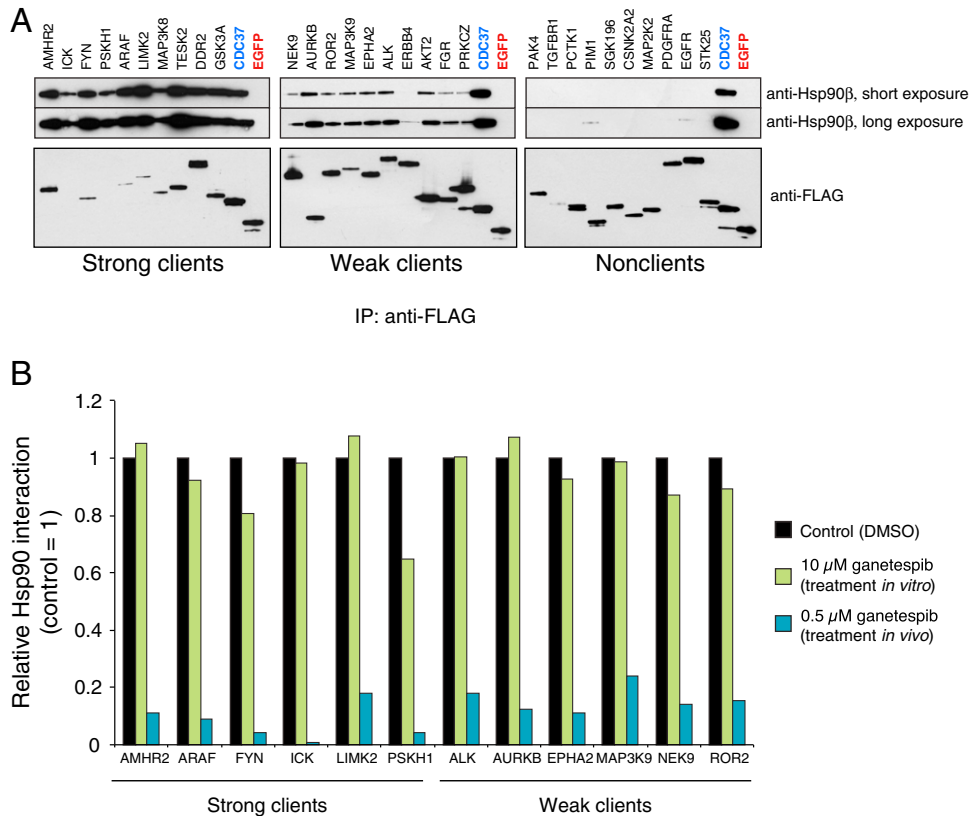 A
AMHR2
ICK
FYN
PSKH1
ARAF
LIMK2
MAP3K8
TESK2
DDR2
GSK3A
CDC37
EGFP
NEK9
AURKB
ROR2
MAP3K9
EPHA2
ALK
ERBB4
AKT2
FGR
PRKCZ
CDC37
EGFP
PAK4
TGFBR1
PCTK1
PIM1
SGK196
CSNK2A2
MAP2K2
PDGFRA
EGFR
STK25
CDC37
EGFP
anti-Hsp90β, short exposure
anti-Hsp90β, long exposure
anti-FLAG
Strong clients
Weak clients
Nonclients
IP: anti-FLAG
B
Relative Hsp90 interaction
(control = 1)
1.2
1
0.8
0.6
0.4
0.2
0
AMHR2 ARAF FYN ICK LIMK2 PSKH1 ALK AURKB EPHA2 MAP3K9 NEK9 ROR2
Strong clients
Weak clients
Control (DMSO)
10 µM ganetespib
(treatment in vitro)
0.5 µM ganetespib
(treatment in vivo)